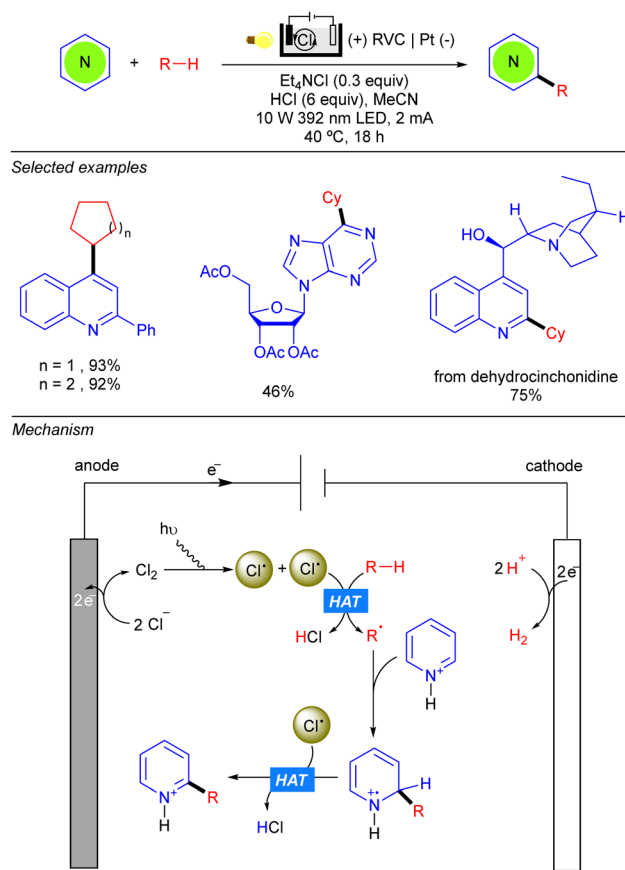 N + R–H
Cl
(+) RVC | Pt (-)
Et₄NCl (0.3 equiv)
HCl (6 equiv), MeCN
10 W 392 nm LED, 2 mA
40 ºC, 18 h
N
R
Selected examples
( )n
N
Ph
n = 1 , 93%
n = 2 , 92%
Cy
N
N
N
N
AcO
O
OAc
OAc
46%
H
H
HO
N
N
Cy
from dehydrocinchonidine
75%
Mechanism
anode
e⁻
cathode
2e⁻
Cl₂
2 Cl⁻
hυ
Cl• + Cl•
R–H
HAT
HCl
R•
N⁺
H
2 H⁺
2e⁻
H₂
Cl•
HAT
HCl
N⁺
H
R
H
N
+•
H
R